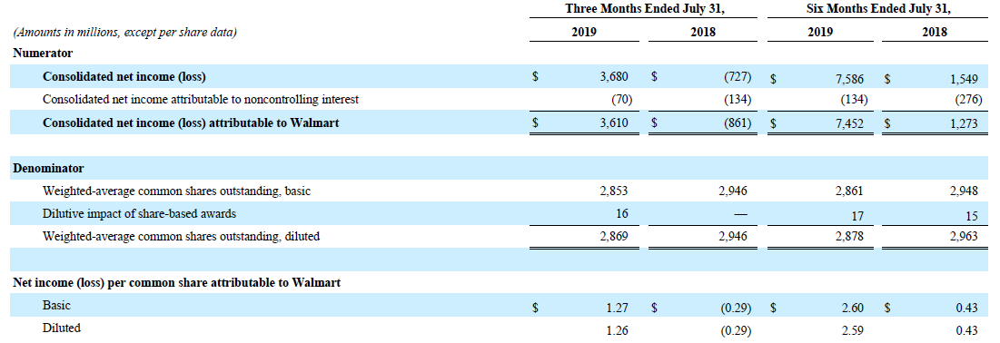 Three Months Ended July 31, Six Months Ended July 31,
(Amounts in millions, except per share data) 2019 2018 2019 2018
Numerator
Consolidated net income (loss) $ 3,680 $ (727) $ 7,586 $ 1,549
Consolidated net income attributable to noncontrolling interest (70) (134) (134) (276)
Consolidated net income (loss) attributable to Walmart $ 3,610 $ (861) $ 7,452 $ 1,273
Denominator
Weighted-average common shares outstanding, basic 2,853 2,946 2,861 2,948
Dilutive impact of share-based awards 16 — 17 15
Weighted-average common shares outstanding, diluted 2,869 2,946 2,878 2,963
Net income (loss) per common share attributable to Walmart
Basic $ 1.27 $ (0.29) $ 2.60 $ 0.43
Diluted 1.26 (0.29) 2.59 0.43